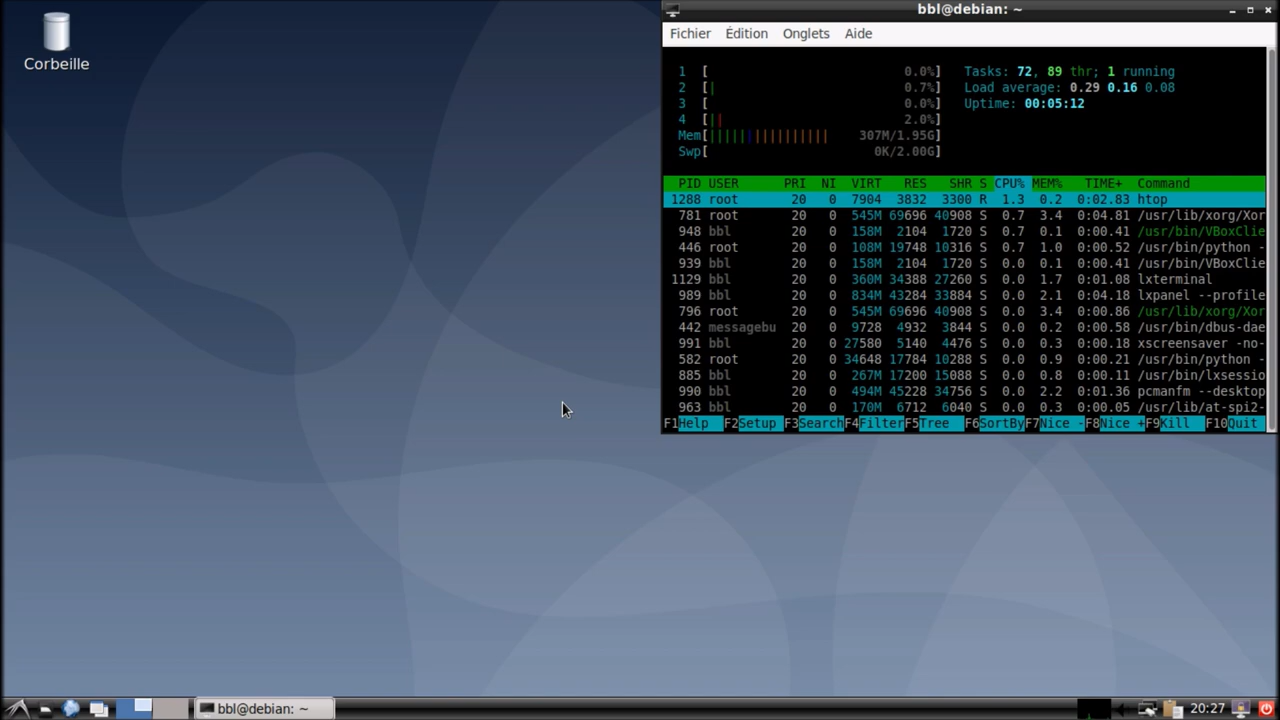 Corbeille
bbl@debian: ~
Fichier Édition Onglets Aide
1 [ 0.0%] Tasks: 72, 89 thr; 1 running
2 [| 0.7%] Load average: 0.29 0.16 0.08
3 [ 0.0%] Uptime: 00:05:12
4 [|| 2.0%]
Mem[|||||||||||||||| 307M/1.95G]
Swp[ 0K/2.00G]
PID USER PRI NI VIRT RES SHR S CPU% MEM% TIME+ Command
1288 root 20 0 7904 3832 3300 R 1.3 0.2 0:02.83 htop
781 root 20 0 545M 69696 40908 S 0.7 3.4 0:04.81 /usr/lib/xorg/Xor
948 bbl 20 0 158M 2104 1720 S 0.7 0.1 0:00.41 /usr/bin/VBoxClie
446 root 20 0 108M 19748 10316 S 0.7 1.0 0:00.52 /usr/bin/python -
939 bbl 20 0 158M 2104 1720 S 0.0 0.1 0:00.41 /usr/bin/VBoxClie
1129 bbl 20 0 360M 34388 27260 S 0.0 1.7 0:01.08 lxterminal
989 bbl 20 0 834M 43284 33884 S 0.0 2.1 0:04.18 lxpanel --profile
796 root 20 0 545M 69696 40908 S 0.0 3.4 0:00.86 /usr/lib/xorg/Xor
442 messagebu 20 0 9728 4932 3844 S 0.0 0.2 0:00.58 /usr/bin/dbus-dae
991 bbl 20 0 27580 5140 4476 S 0.0 0.3 0:00.18 xscreensaver -no-
582 root 20 0 34648 17784 10288 S 0.0 0.9 0:00.21 /usr/bin/python -
885 bbl 20 0 267M 17200 15088 S 0.0 0.8 0:00.11 /usr/bin/lxsessio
990 bbl 20 0 494M 45228 34756 S 0.0 2.2 0:01.36 pcmanfm --desktop
963 bbl 20 0 170M 6712 6040 S 0.0 0.3 0:00.05 /usr/lib/at-spi2-
F1Help F2Setup F3SearchF4FilterF5Tree F6SortByF7Nice -F8Nice +F9Kill F10Quit
bbl@debian: ~ 20:27